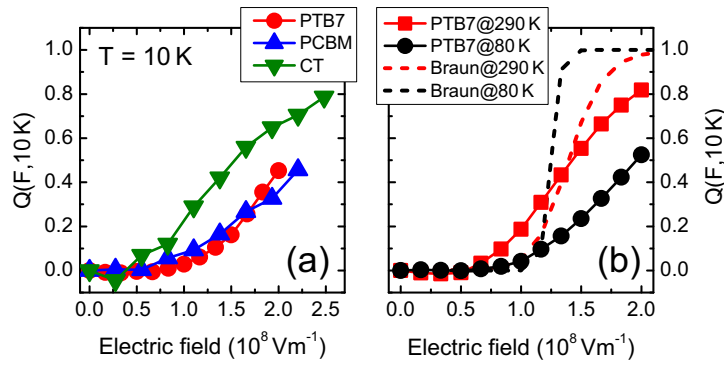 T = 10 K
PTB7
PCBM
CT
Q(F,10 K)
1.0
0.8
0.6
0.4
0.2
0.0
0.0 0.5 1.0 1.5 2.0 2.5
Electric field (10⁸ Vm⁻¹)
(a)
PTB7@290 K
PTB7@80 K
Braun@290 K
Braun@80 K
Q(F,10 K)
1.0
0.8
0.6
0.4
0.2
0.0
0.0 0.5 1.0 1.5 2.0
Electric field (10⁸ Vm⁻¹)
(b)